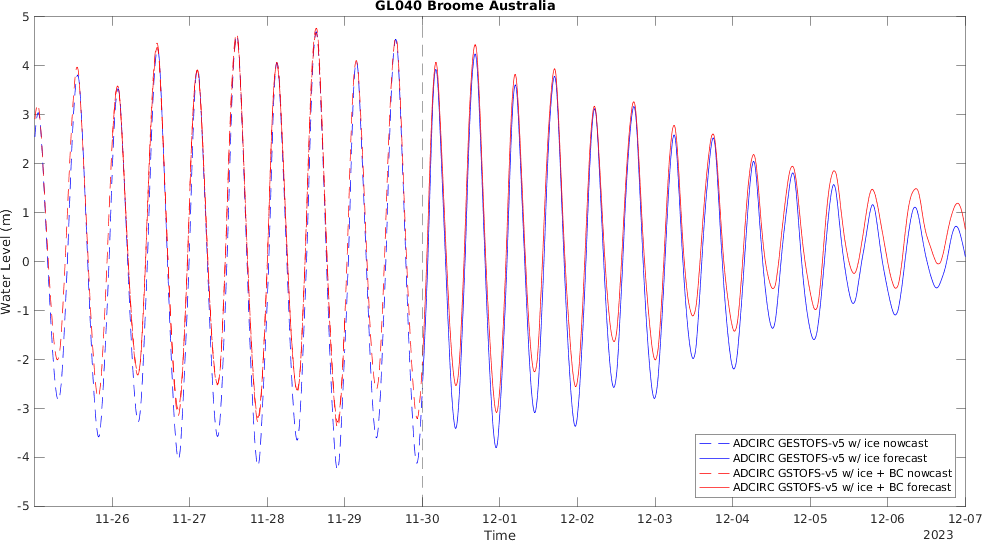 GL040 Broome Australia
Water Level (m)
5
4
3
2
1
0
-1
-2
-3
-4
-5
ADCIRC GESTOFS-v5 w/ ice nowcast
ADCIRC GESTOFS-v5 w/ ice forecast
ADCIRC GSTOFS-v5 w/ ice + BC nowcast
ADCIRC GSTOFS-v5 w/ ice + BC forecast
11-26 11-27 11-28 11-29 11-30 12-01 12-02 12-03 12-04 12-05 12-06 12-07
Time
2023